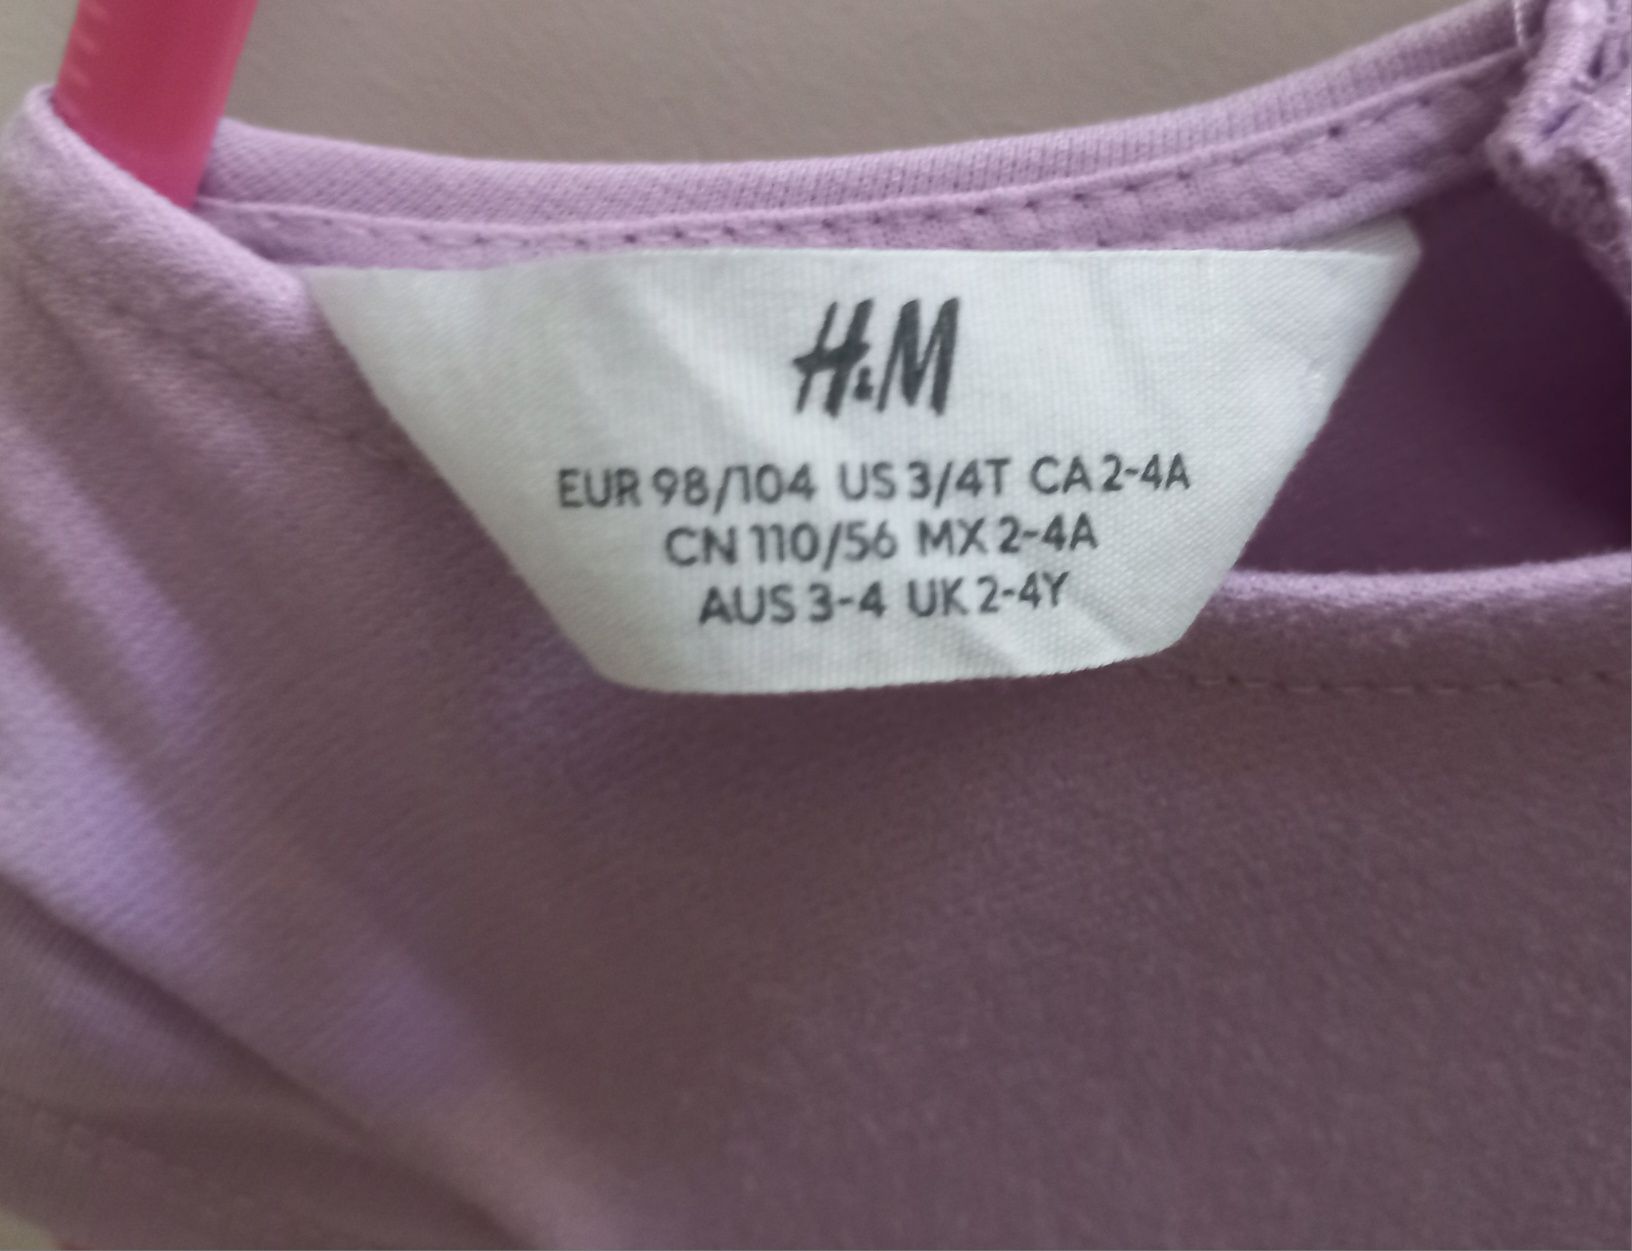 H&M
EUR 98/104 US 3/4T CA 2-4A
CN 110/56 MX 2-4A
AUS 3-4 UK 2-4Y